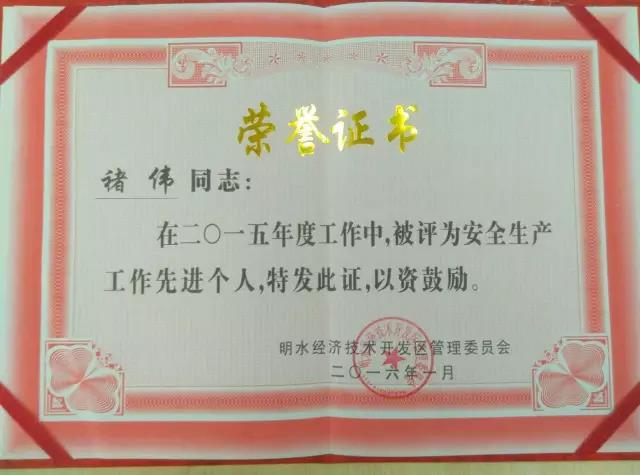 荣誉证书
褚 伟 同志：
在二〇一五年度工作中,被评为安全生产
工作先进个人,特发此证,以资鼓励。
明水经济技术开发区管理委员会
二〇一六年一月